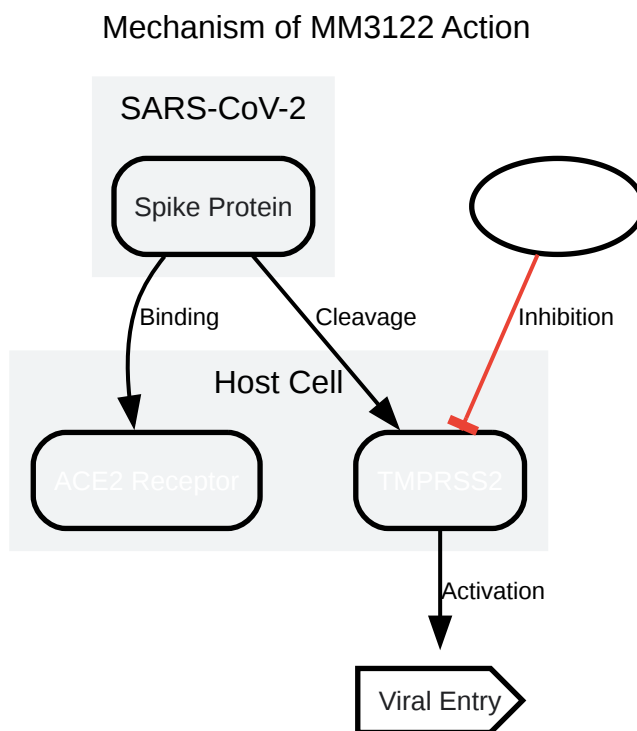 Mechanism of MM3122 Action
SARS-CoV-2
Spike Protein
Binding
Cleavage
Inhibition
Host Cell
ACE2 Receptor
TMPRSS2
Activation
Viral Entry